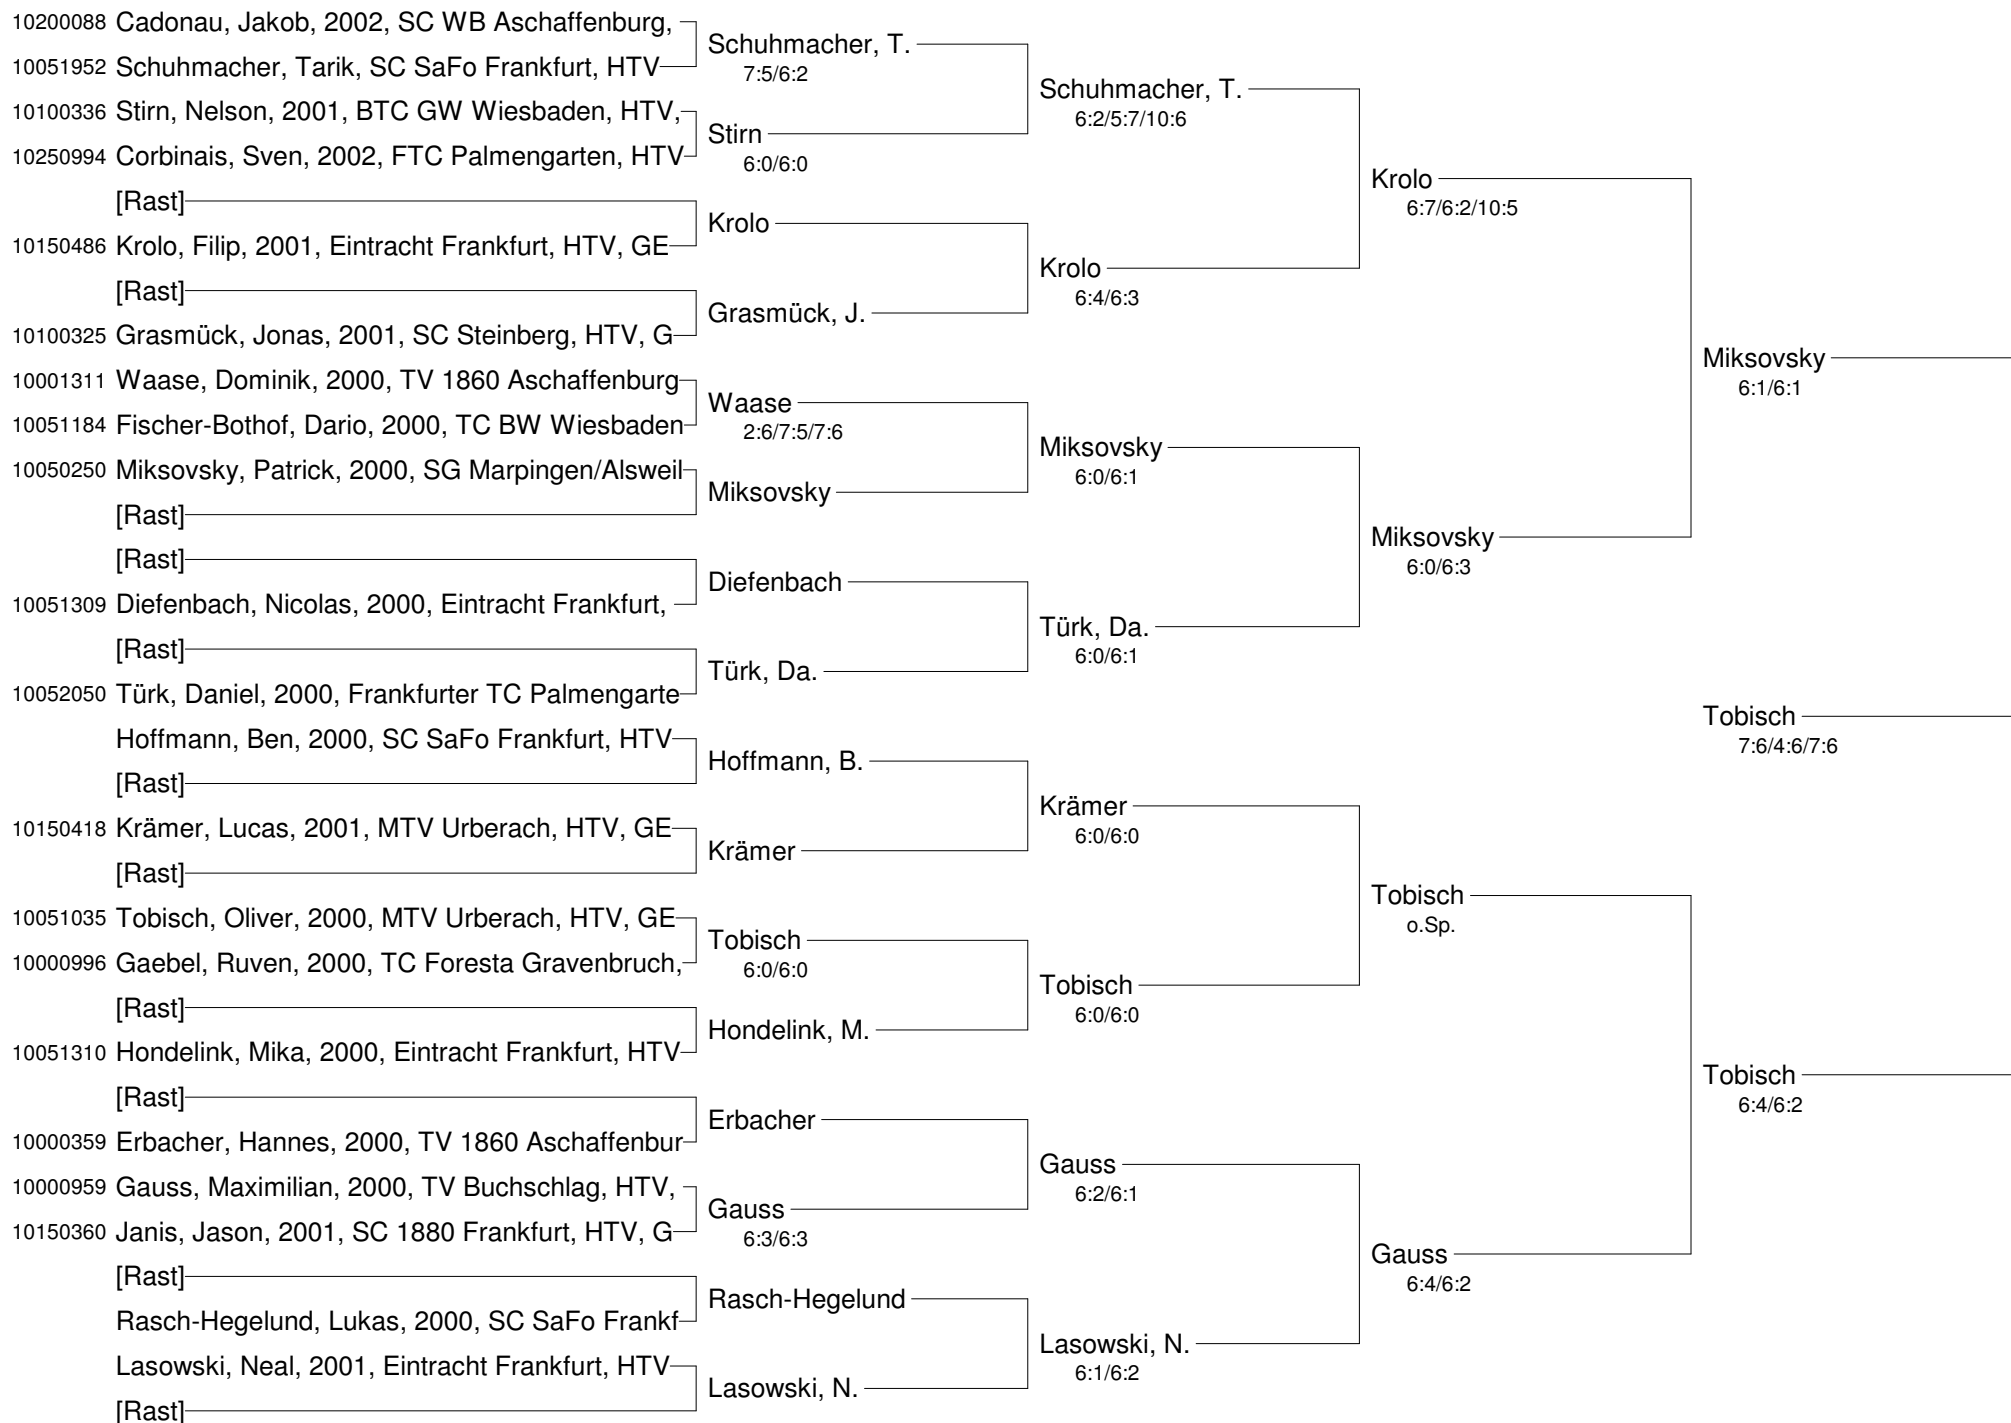 10200088 Cadonau, Jakob, 2002, SC WB Aschaffenburg,
Schuhmacher, T.
10051952 Schuhmacher, Tarik, SC SaFo Frankfurt, HTV
7:5/6:2
Schuhmacher, T.
10100336 Stirn, Nelson, 2001, BTC GW Wiesbaden, HTV,
6:2/5:7/10:6
Stirn
10250994 Corbinais, Sven, 2002, FTC Palmengarten, HTV
6:0/6:0
Krolo
[Rast]
6:7/6:2/10:5
Krolo
10150486 Krolo, Filip, 2001, Eintracht Frankfurt, HTV, GE
Krolo
[Rast]
6:4/6:3
Grasmück, J.
10100325 Grasmück, Jonas, 2001, SC Steinberg, HTV, G
Miksovsky
10001311 Waase, Dominik, 2000, TV 1860 Aschaffenburg
6:1/6:1
Waase
10051184 Fischer-Bothof, Dario, 2000, TC BW Wiesbaden
2:6/7:5/7:6
Miksovsky
10050250 Miksovsky, Patrick, 2000, SG Marpingen/Alsweil
6:0/6:1
Miksovsky
[Rast]
Miksovsky
[Rast]
6:0/6:3
Diefenbach
10051309 Diefenbach, Nicolas, 2000, Eintracht Frankfurt,
Türk, Da.
[Rast]
6:0/6:1
Türk, Da.
10052050 Türk, Daniel, 2000, Frankfurter TC Palmengarte
Tobisch
Hoffmann, Ben, 2000, SC SaFo Frankfurt, HTV
7:6/4:6/7:6
Hoffmann, B.
[Rast]
Krämer
10150418 Krämer, Lucas, 2001, MTV Urberach, HTV, GE
6:0/6:0
Krämer
[Rast]
Tobisch
10051035 Tobisch, Oliver, 2000, MTV Urberach, HTV, GE
o.Sp.
Tobisch
10000996 Gaebel, Ruven, 2000, TC Foresta Gravenbruch,
6:0/6:0
Tobisch
[Rast]
6:0/6:0
Hondelink, M.
10051310 Hondelink, Mika, 2000, Eintracht Frankfurt, HTV
Tobisch
[Rast]
6:4/6:2
Erbacher
10000359 Erbacher, Hannes, 2000, TV 1860 Aschaffenbur
Gauss
10000959 Gauss, Maximilian, 2000, TV Buchschlag, HTV,
6:2/6:1
Gauss
10150360 Janis, Jason, 2001, SC 1880 Frankfurt, HTV, G
6:3/6:3
Gauss
[Rast]
6:4/6:2
Rasch-Hegelund
Rasch-Hegelund, Lukas, 2000, SC SaFo Frankf
Lasowski, N.
Lasowski, Neal, 2001, Eintracht Frankfurt, HTV
6:1/6:2
Lasowski, N.
[Rast]